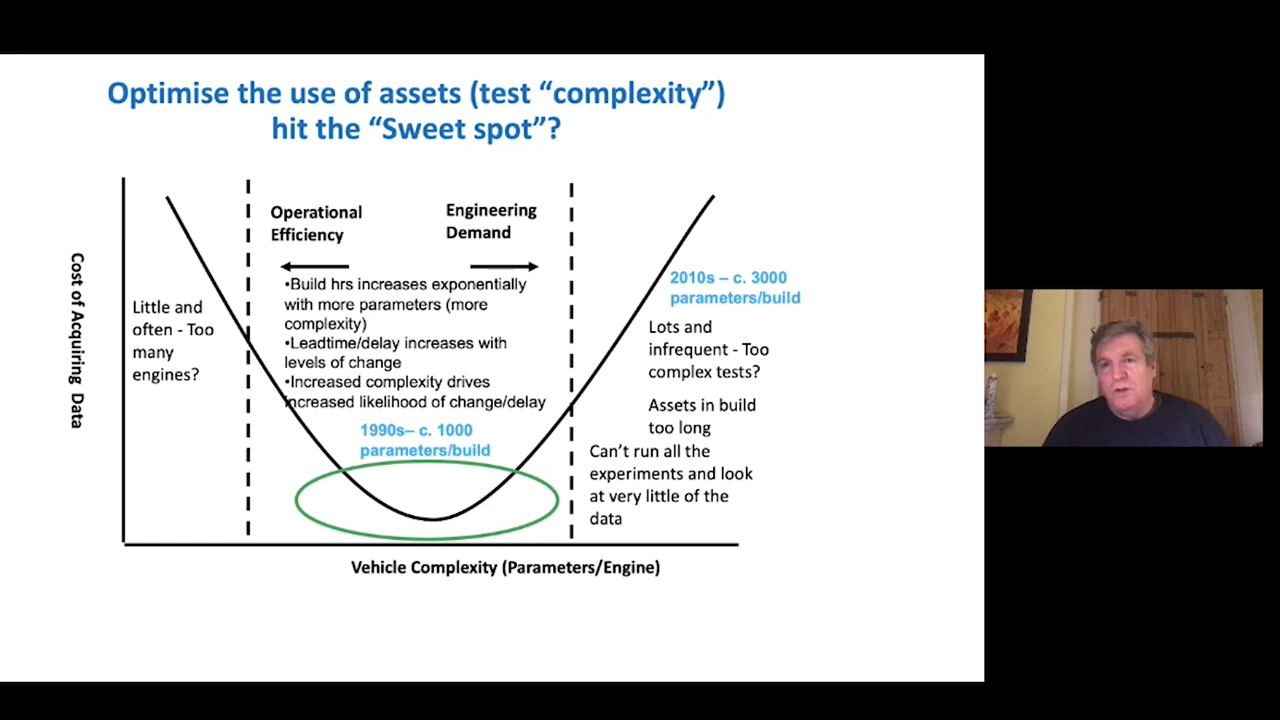 Optimise the use of assets (test “complexity”)
hit the “Sweet spot”?
Cost of Acquiring Data
Little and
often - Too
many
engines?
Operational
Efficiency
Engineering
Demand
•Build hrs increases exponentially
with more parameters (more
complexity)
•Leadtime/delay increases with
levels of change
•Increased complexity drives
increased likelihood of change/delay
1990s– c. 1000
parameters/build
2010s – c. 3000
parameters/build
Lots and
infrequent - Too
complex tests?
Assets in build
too long
Can’t run all the
experiments and look
at very little of the
data
Vehicle Complexity (Parameters/Engine)